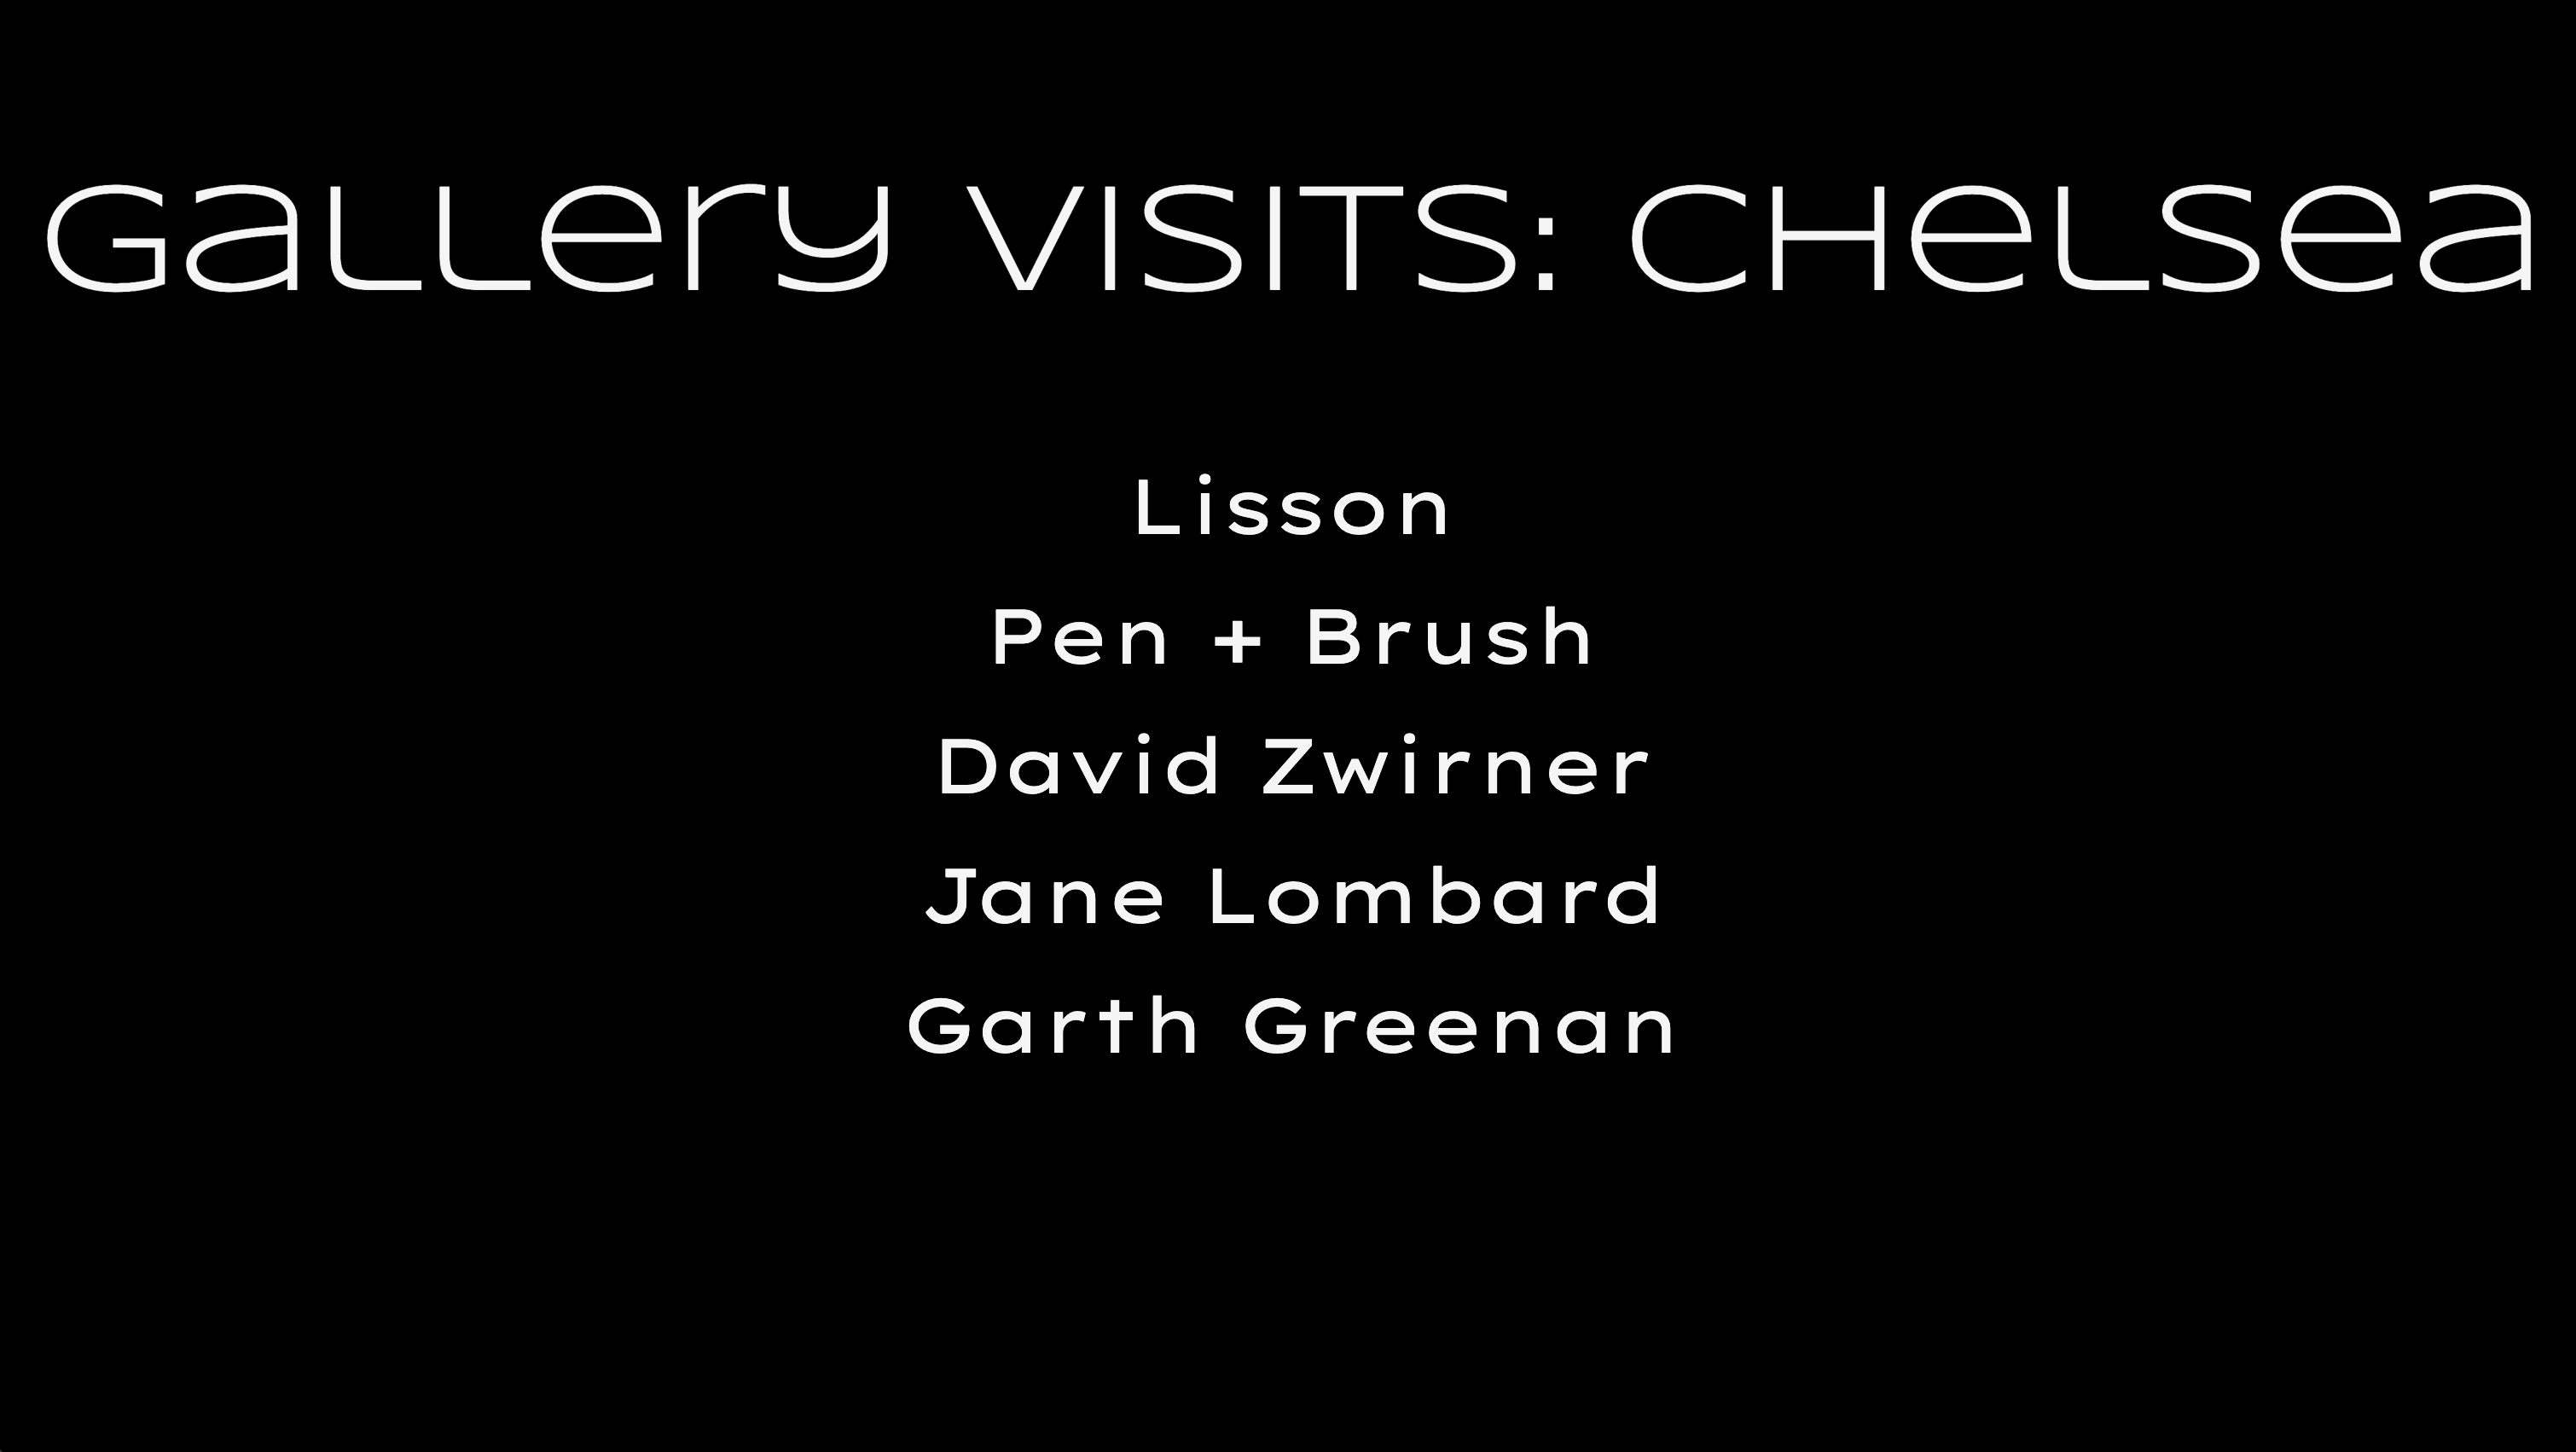 Gallery Visits: Chelsea
Lisson
Pen + Brush
David Zwirner
Jane Lombard
Garth Greenan